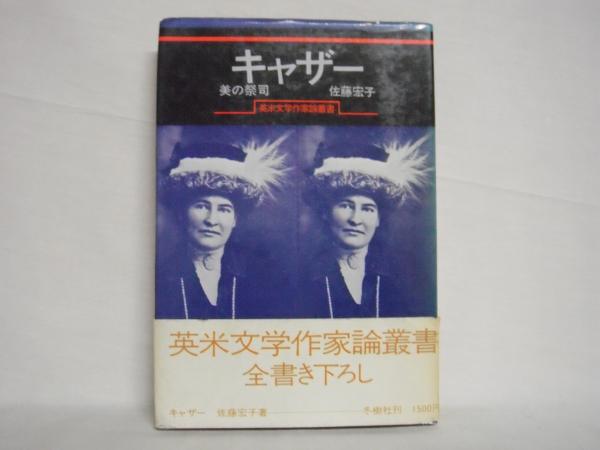 キャザー
美の祭司 佐藤宏子
英米文学作家論叢書
英米文学作家論叢書
全書き下ろし
キャザー 佐藤宏子著 冬樹社刊 1500円